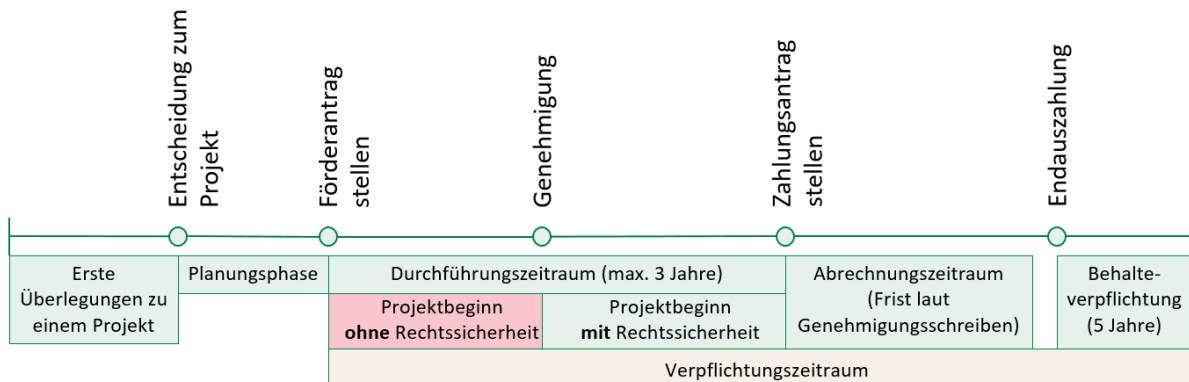 Entscheidung zum
Projekt
Förderantrag
stellen
Genehmigung
Zahlungsantrag
stellen
Endauszahlung
Erste
Überlegungen zu
einem Projekt
Planungsphase
Durchführungszeitraum (max. 3 Jahre)
Projektbeginn
ohne Rechtssicherheit
Projektbeginn
mit Rechtssicherheit
Abrechnungszeitraum
(Frist laut
Genehmigungsschreiben)
Behalte-
verpflichtung
(5 Jahre)
Verpflichtungszeitraum